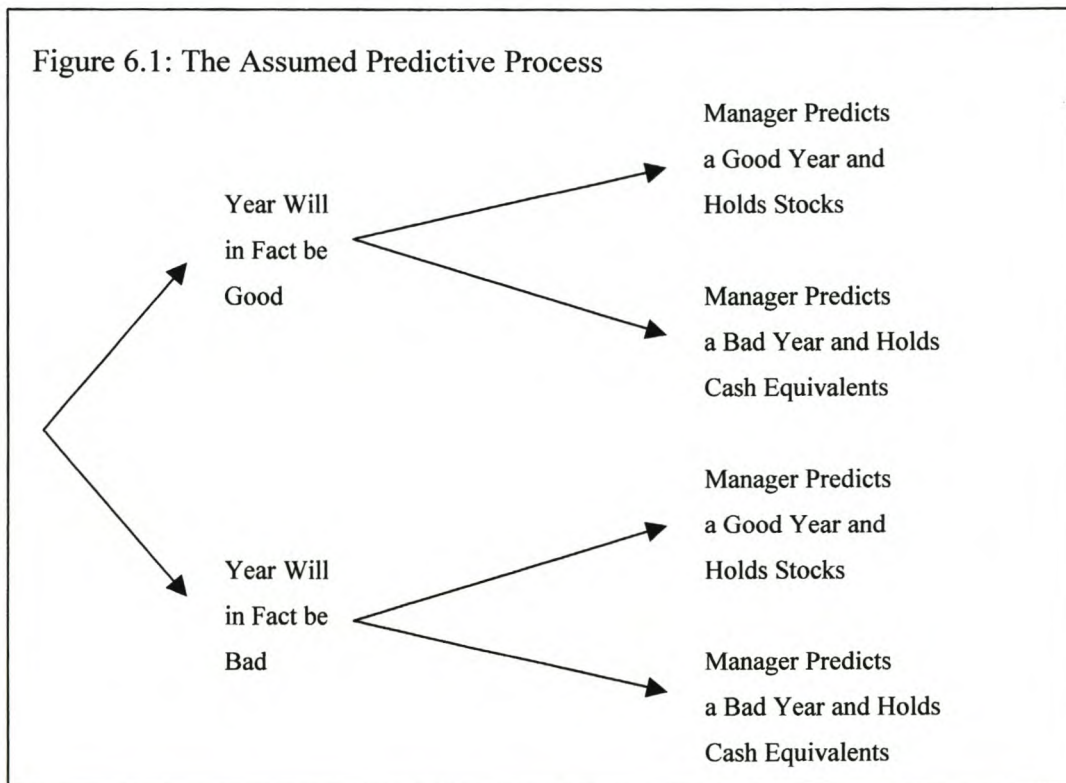 Figure 6.1: The Assumed Predictive Process
Manager Predicts
a Good Year and
Holds Stocks
Year Will
in Fact be
Good
Manager Predicts
a Bad Year and Holds
Cash Equivalents
Manager Predicts
a Good Year and
Holds Stocks
Year Will
in Fact be
Bad
Manager Predicts
a Bad Year and Holds
Cash Equivalents